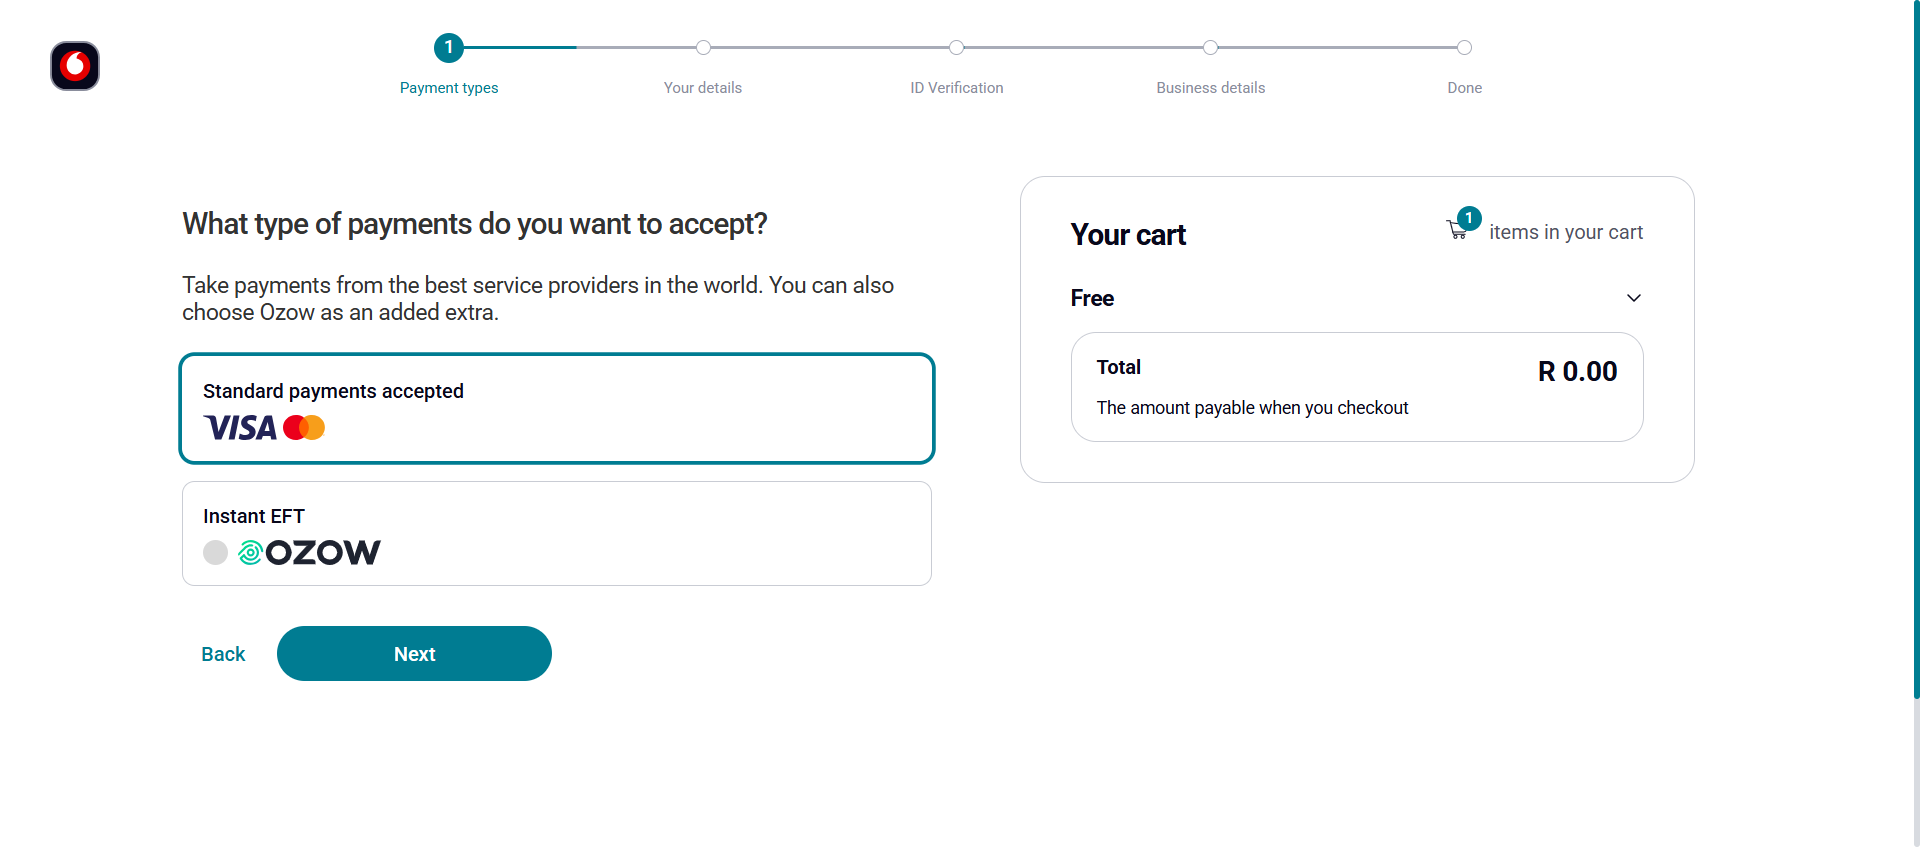 1
Payment types
Your details
ID Verification
Business details
Done
What type of payments do you want to accept?
Take payments from the best service providers in the world. You can also
choose Ozow as an added extra.
Standard payments accepted
VISA
Instant EFT
OZOW
Back
Next
Your cart
1
items in your cart
Free
Total
R 0.00
The amount payable when you checkout